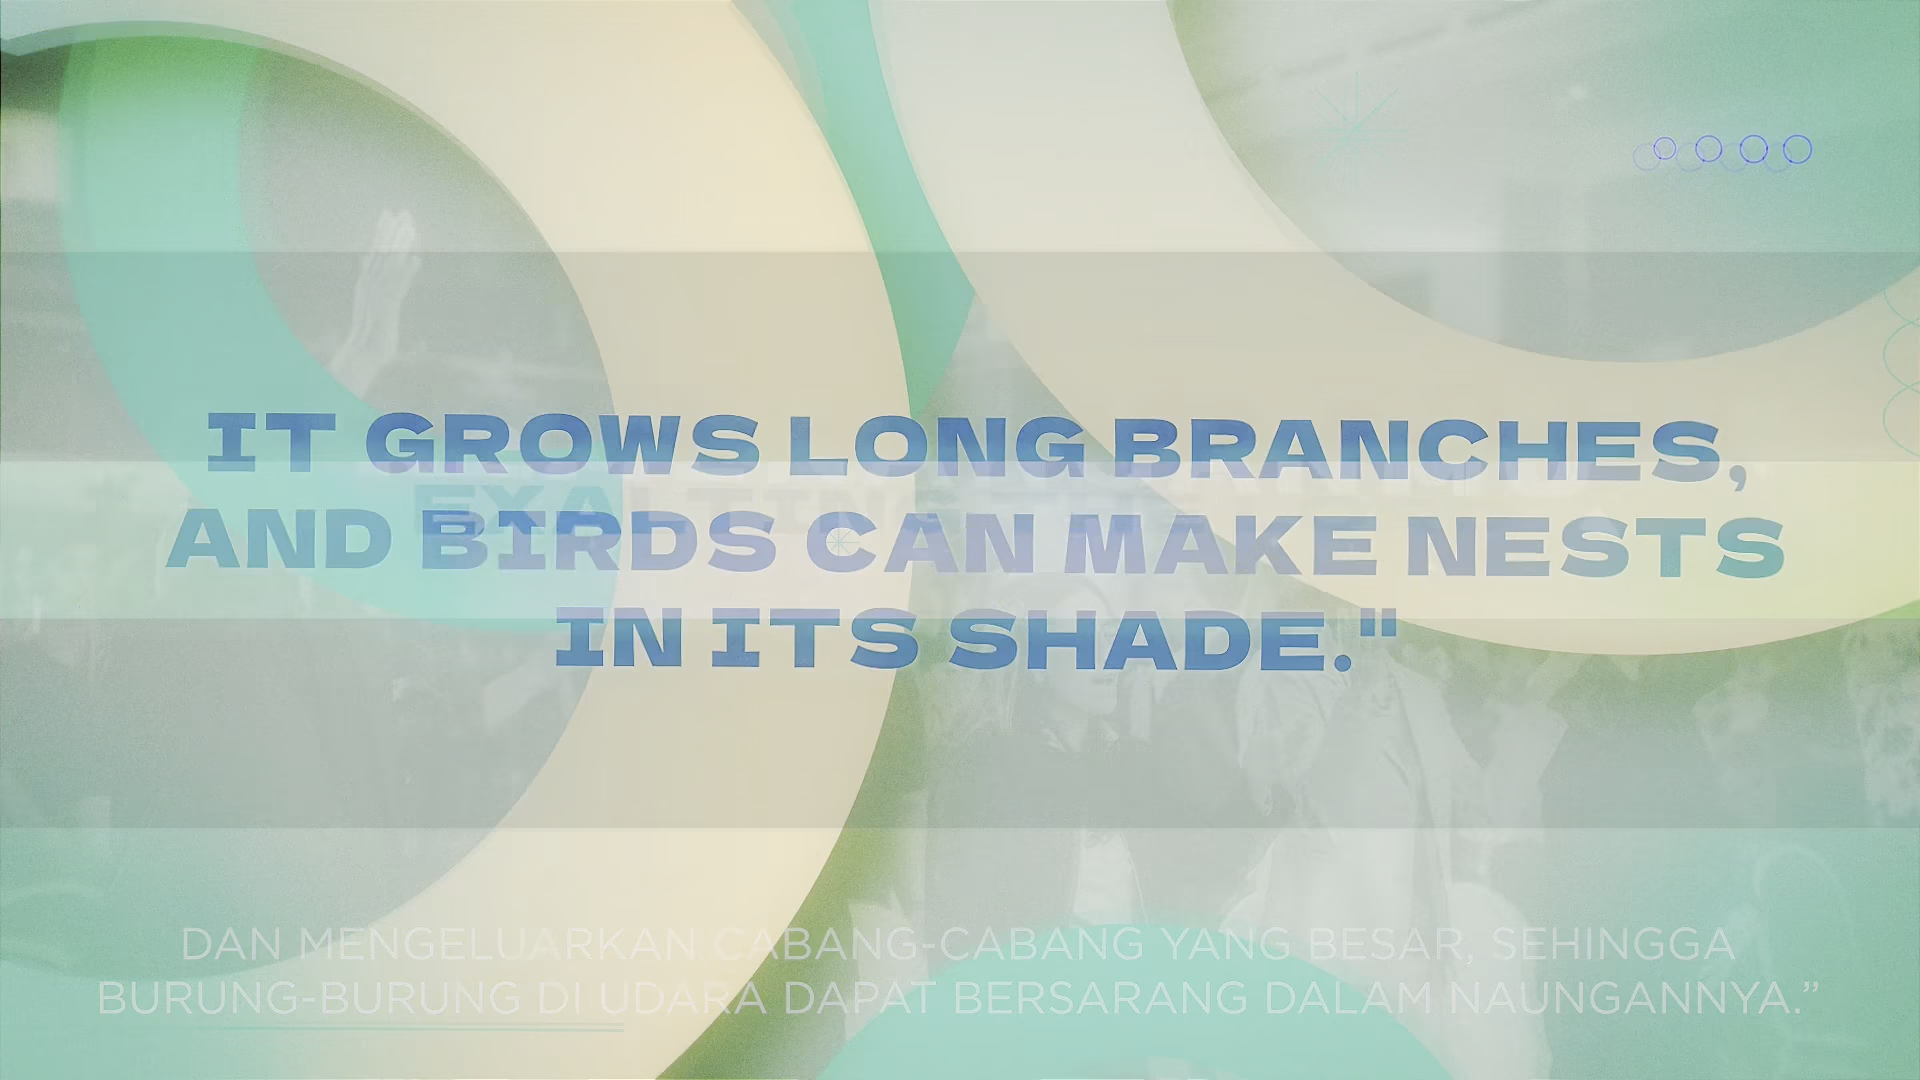 IT GROWS LONG BRANCHES,
EXALTING
AND BIRDS CAN MAKE NESTS
IN ITS SHADE."
DAN MENGELUARKAN CABANG-CABANG YANG BESAR, SEHINGGA
BURUNG-BURUNG DI UDARA DAPAT BERSARANG DALAM NAUNGANNYA.”